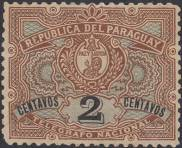 REPUBLICA DEL PARAGUAY
CENTAVOS 2 CENTAVOS
TELEGRAFO NACIONAL